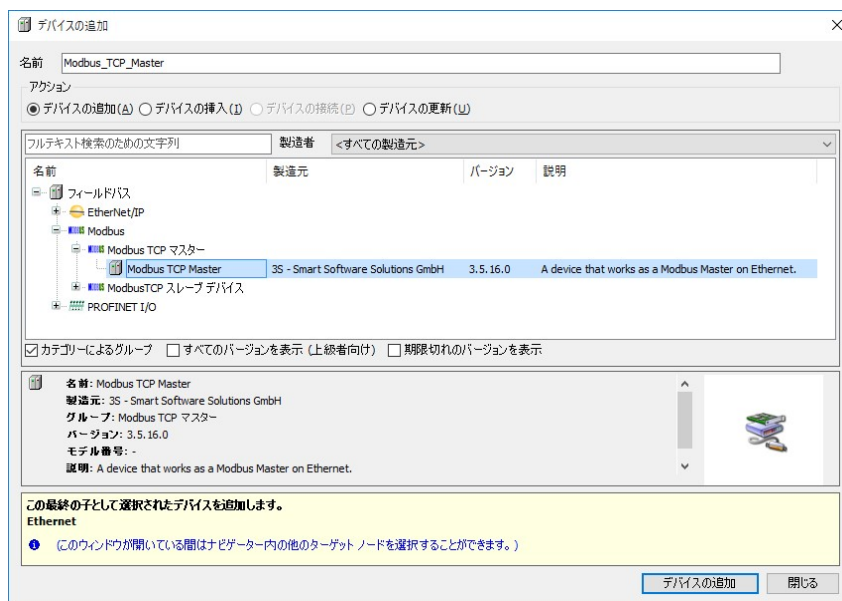 デバイスの追加
名前 Modbus_TCP_Master
アクション
デバイスの追加(A) デバイスの挿入(I) デバイスの接続(P) デバイスの更新(U)
フルテキスト検索のための文字列 製造者 <すべての製造元>
名前 製造元 バージョン 説明
フィールドバス
EtherNet/IP
Modbus
Modbus TCP マスター
Modbus TCP Master 3S - Smart Software Solutions GmbH 3.5.16.0 A device that works as a Modbus Master on Ethernet.
ModbusTCP スレーブ デバイス
PROFINET I/O
カテゴリーによるグループ すべてのバージョンを表示 (上級者向け) 期限切れのバージョンを表示
名前: Modbus TCP Master
製造元: 3S - Smart Software Solutions GmbH
グループ: Modbus TCP マスター
バージョン: 3.5.16.0
モデル番号: -
説明: A device that works as a Modbus Master on Ethernet.
この最終の子として選択されたデバイスを追加します。
Ethernet
(このウィンドウが開いている間はナビゲーター内の他のターゲット ノードを選択することができます。)
デバイスの追加 閉じる